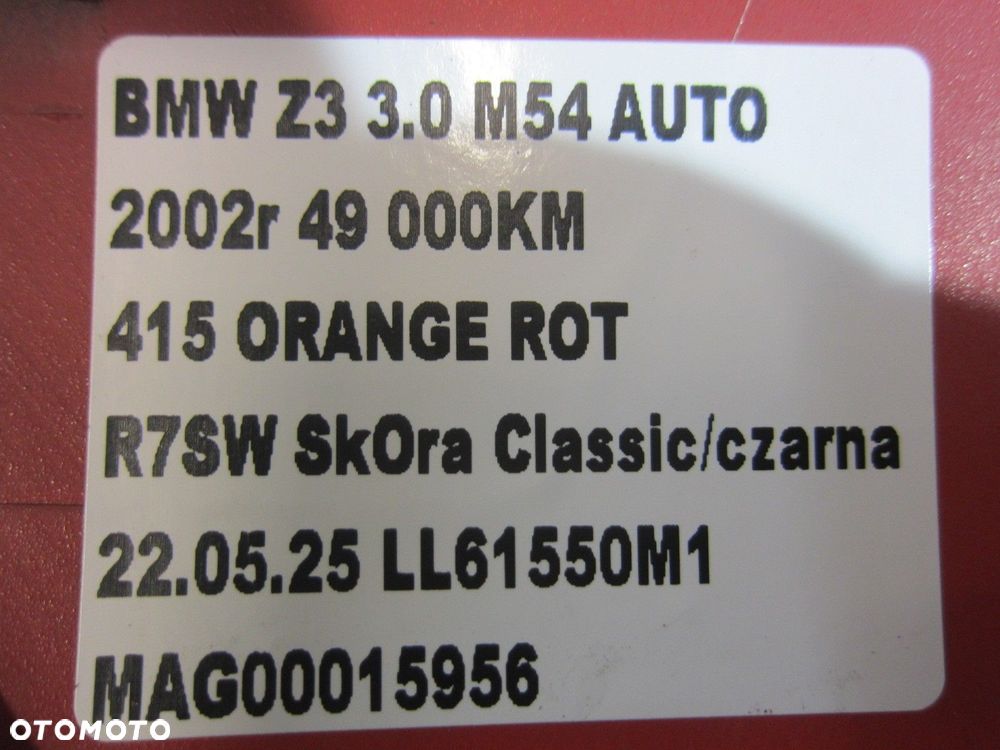 BMW Z3 3.0 M54 AUTO
2002r 49 000KM
415 ORANGE ROT
R7SW SkOra Classic/czarna
22.05.25 LL61550M1
MAG00015956
OTOMOTO